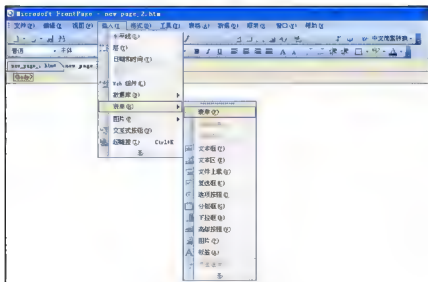 Microsoft FrontPage - new_page_2.htm
文件(F) 编辑(E) 视图(V) 插入(I) 格式(O) 工具(T) 表格(A) 数据(D) 框架(R) 窗口(W) 帮助(H)
中文简繁转换
普通 宋体
new_page_1.htm new_page_
<body>
水平线(L)
层(Y)
日期和时间(T)
Web 组件(C)
数据库(D)
表单(M)
图片(P)
交互式按钮(O)
超链接(I) Ctrl+K
表单(F)
文本框(T)
文本区(X)
文件上载(U)
复选框(C)
选项按钮(O)
分组框(G)
下拉框(D)
高级按钮(V)
图片(P)
标签(A)